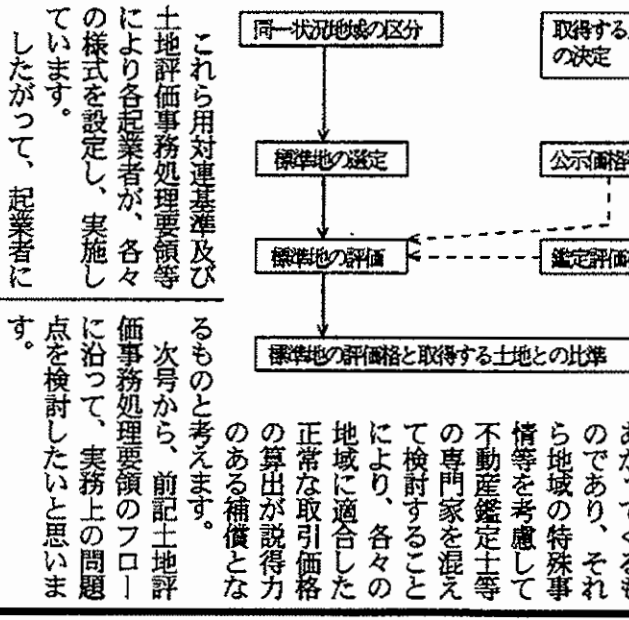 同一状況地域の区分
標準地の選定
標準地の評価
標準地の評価格と取得する土地との比準
取得する
の決定
公示価格
鑑定評価
これら用対連基準及び
土地評価事務処理要領等
により各起業者が、各々
の様式を設定し、実施し
ています。
したがって、起業者に
のであり、それ
ら地域の特殊事
情等を考慮して
不動産鑑定士等
の専門家を混え
て検討すること
により、各々の
地域に適合した
正常な取引価格
の算出が説得力
のある補償とな
るものと考えます。
次号から、前記土地評
価事務処理要領のフロー
に沿って、実務上の問題
点を検討したいと思いま
す。